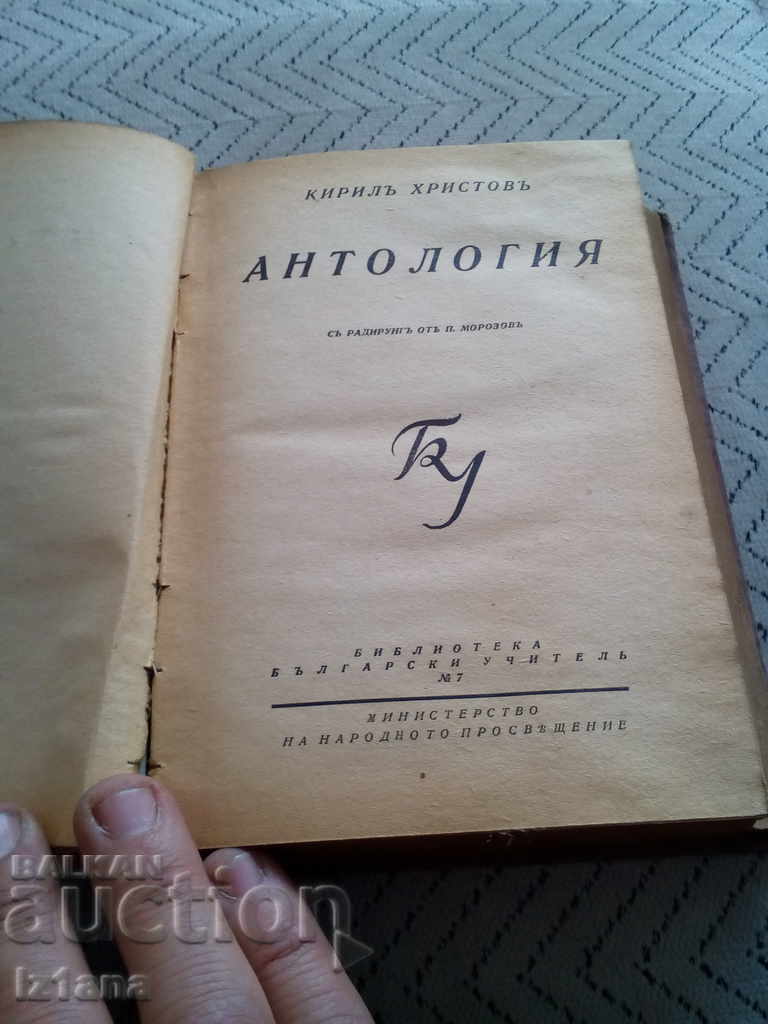 КИРИЛЪ ХРИСТОВЪ
АНТОЛОГИЯ
СЪ РАДИРУНГЪ ОТЪ П. МОРОЗОВЪ
БИБЛИОТЕКА
БЪЛГАРСКИ УЧИТЕЛЬ
№ 7
МИНИСТЕРСТВО
НА НАРОДНОТО ПРОСВѢЩЕНИЕ
BALKAN
auction
Iz1ana